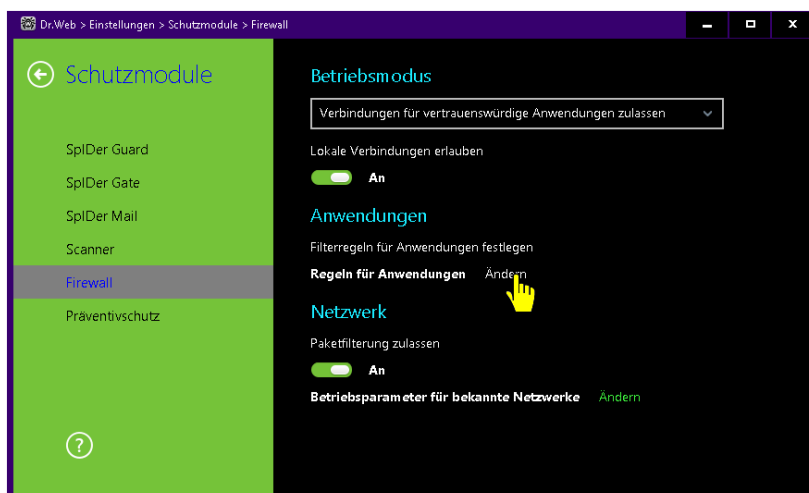 Dr.Web > Einstellungen > Schutzmodule > Firewall
Schutzmodule
SpIDer Guard
SpIDer Gate
SpIDer Mail
Scanner
Firewall
Präventivschutz
?
Betriebsmodus
Verbindungen für vertrauenswürdige Anwendungen zulassen
Lokale Verbindungen erlauben
An
Anwendungen
Filterregeln für Anwendungen festlegen
Regeln für Anwendungen Ändern
Netzwerk
Paketfilterung zulassen
An
Betriebsparameter für bekannte Netzwerke Ändern